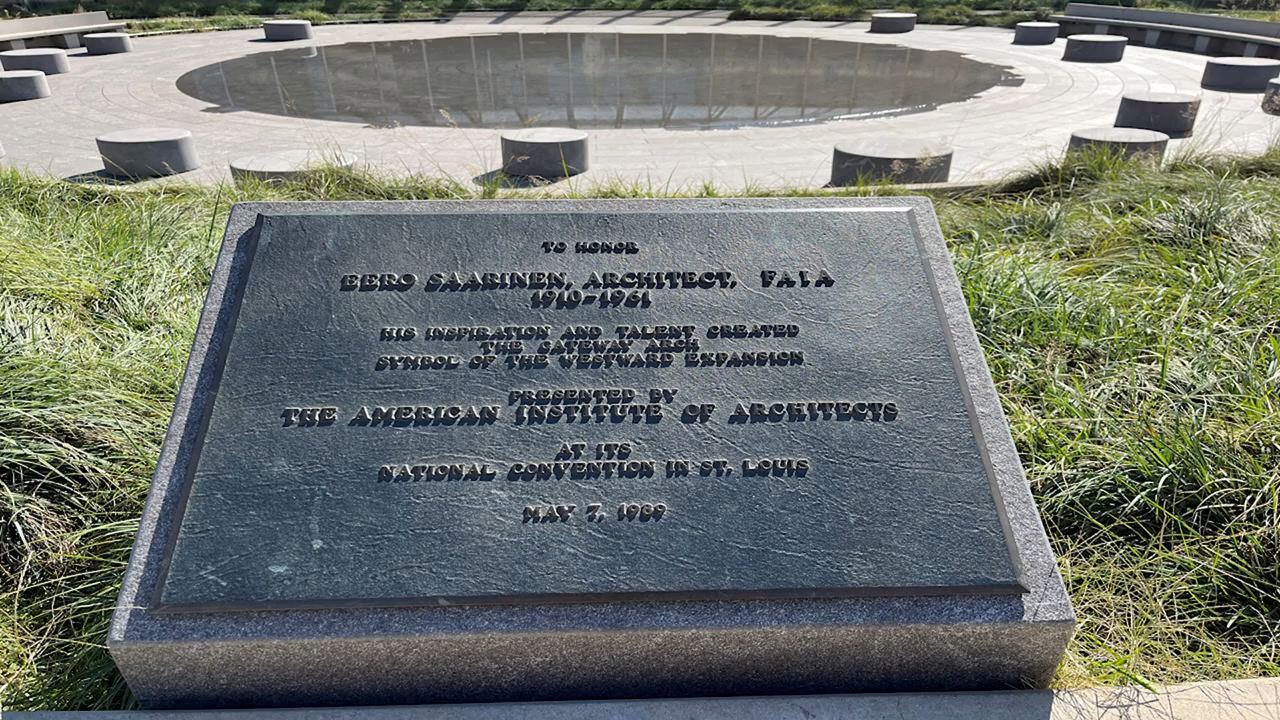 TO HONOR
EERO SAARINEN, ARCHITECT, FAIA
1910-1961
HIS INSPIRATION AND TALENT CREATED
THE GATEWAY ARCH
SYMBOL OF THE WESTWARD EXPANSION
PRESENTED BY
THE AMERICAN INSTITUTE OF ARCHITECTS
AT ITS
NATIONAL CONVENTION IN ST. LOUIS
MAY 7, 1989